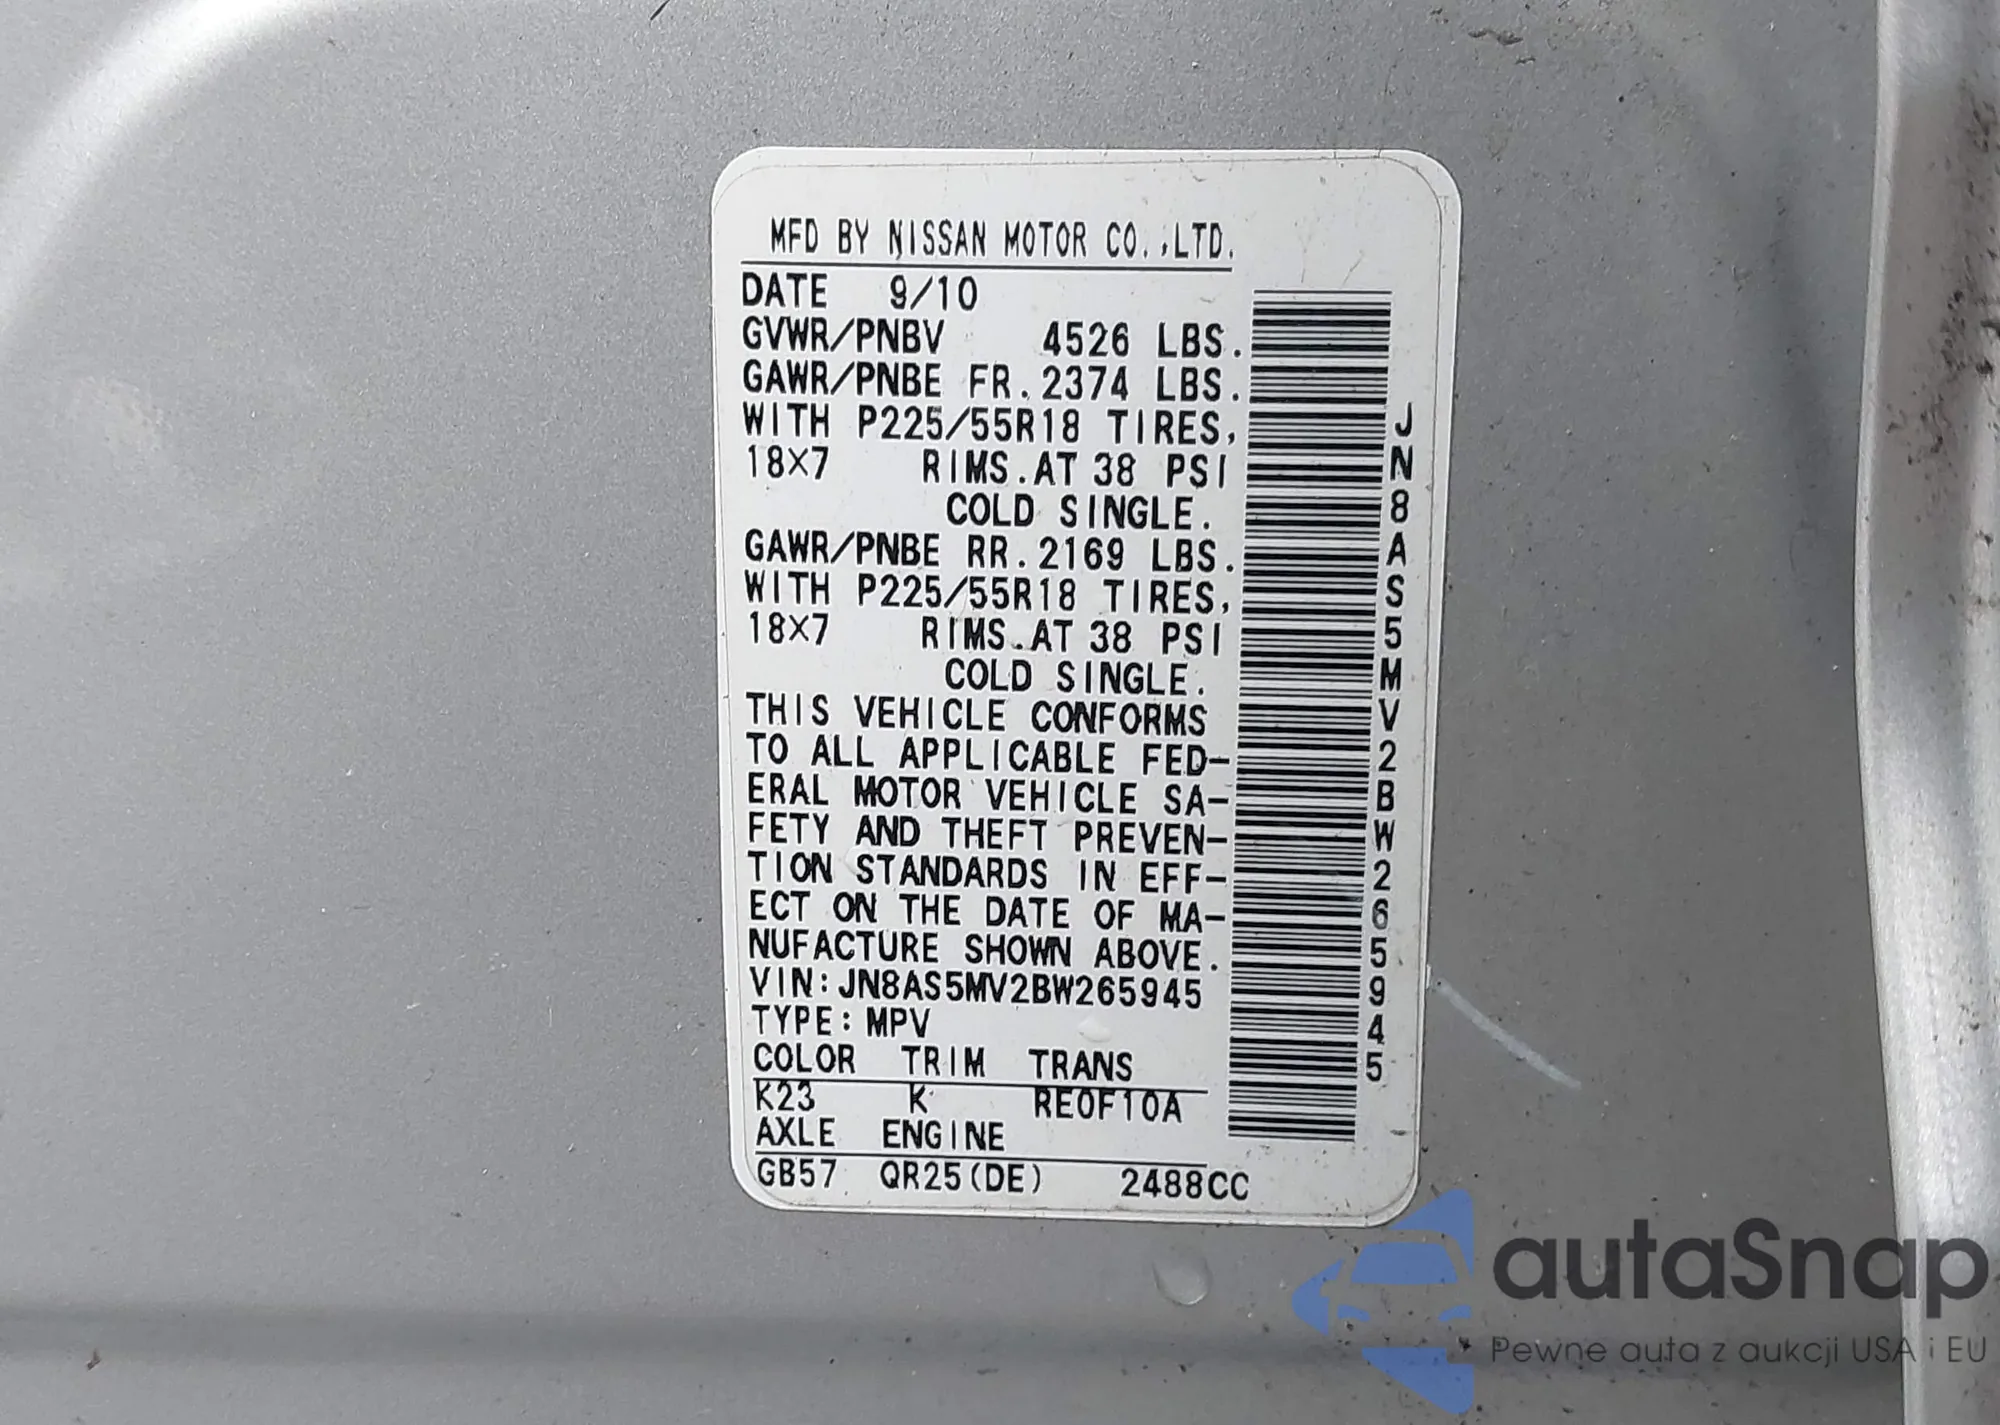 MFD BY NISSAN MOTOR CO.,LTD.
DATE 9/10
GVWR/PNBV 4526 LBS.
GAWR/PNBE FR.2374 LBS.
WITH P225/55R18 TIRES,
18×7 RIMS.AT 38 PSI
COLD SINGLE.
GAWR/PNBE RR.2169 LBS.
WITH P225/55R18 TIRES,
18×7 RIMS.AT 38 PSI
COLD SINGLE.
THIS VEHICLE CONFORMS
TO ALL APPLICABLE FED-
ERAL MOTOR VEHICLE SA-
FETY AND THEFT PREVEN-
TION STANDARDS IN EFF-
ECT ON THE DATE OF MA-
NUFACTURE SHOWN ABOVE.
VIN:JN8AS5MV2BW265945
TYPE:MPV
COLOR TRIM TRANS
K23 K RE0F10A
AXLE ENGINE
GB57 QR25(DE) 2488CC
JN8AS5MV2BW265945
autaSnap
Pewne auta z aukcji USA i EU